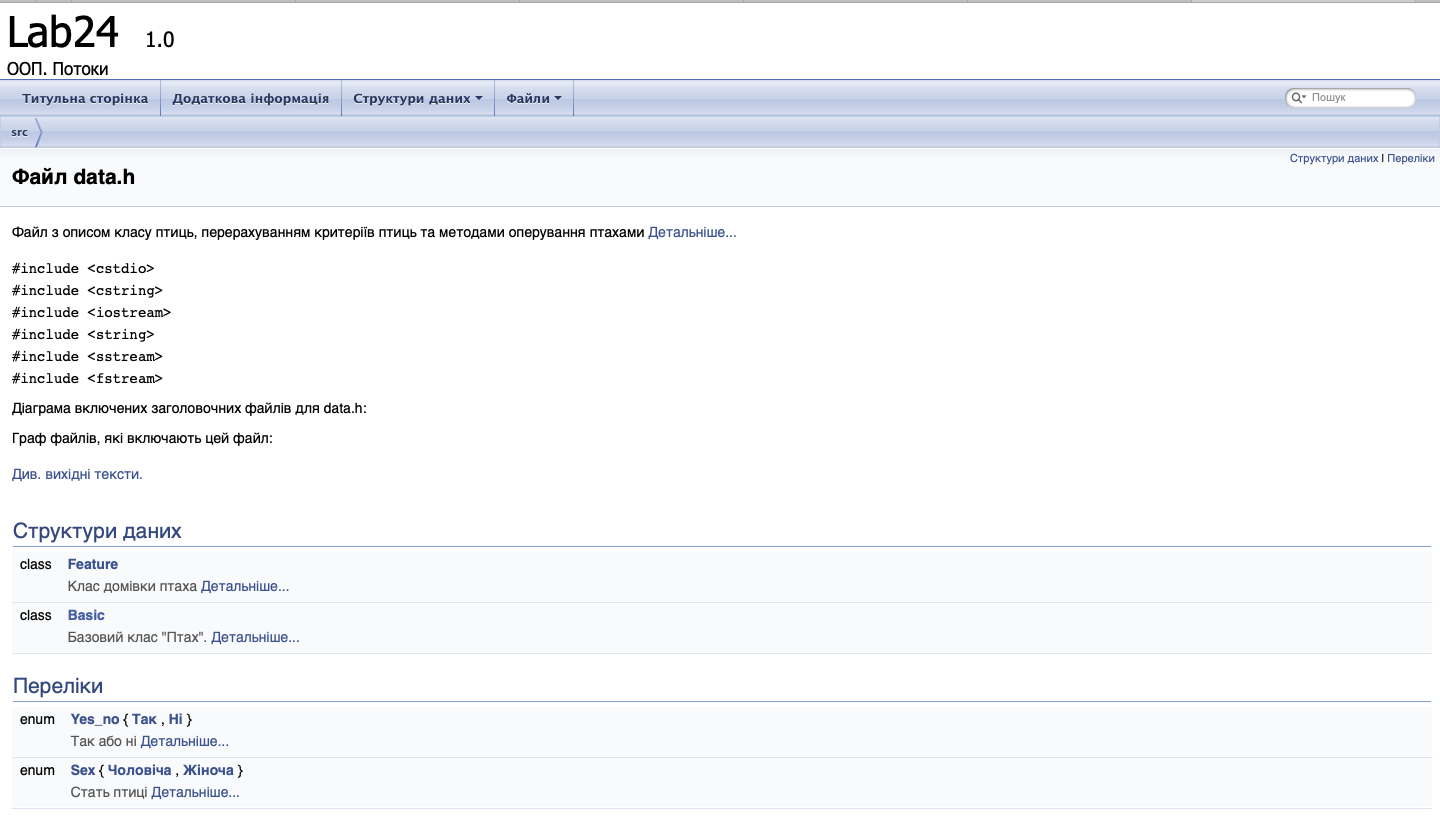 Lab24 1.0
ООП. Потоки
Титульна сторінка Додаткова інформація Структури даних Файли Пошук
src
Структури даних | Переліки
Файл data.h
Файл з описом класу птиць, перерахуванням критеріїв птиць та методами оперування птахами Детальніше...
#include <cstdio>
#include <cstring>
#include <iostream>
#include <string>
#include <sstream>
#include <fstream>
Діаграма включених заголовочних файлів для data.h:
Граф файлів, які включають цей файл:
Див. вихідні тексти.
Структури даних
class Feature
Клас домівки птаха Детальніше...
class Basic
Базовий клас "Птах". Детальніше...
Переліки
enum Yes_no { Так , Ні }
Так або ні Детальніше...
enum Sex { Чоловіча , Жіноча }
Стать птиці Детальніше...